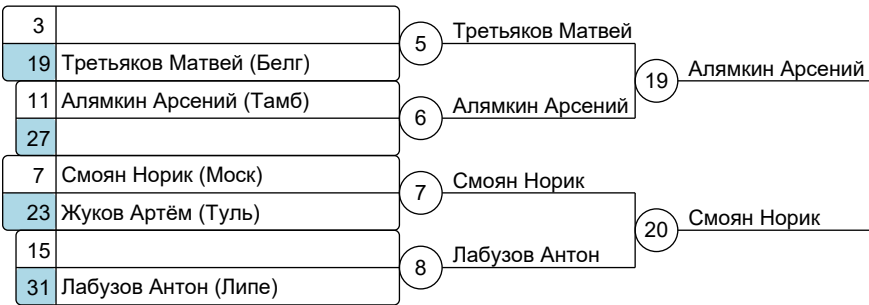 3
Третьяков Матвей
5
19 Третьяков Матвей (Белг)
Алямкин Арсений
19
11 Алямкин Арсений (Тамб)
Алямкин Арсений
6
27
7 Смоян Норик (Моск)
Смоян Норик
7
23 Жуков Артём (Туль)
Смоян Норик
20
15
Лабузов Антон
8
31 Лабузов Антон (Липе)